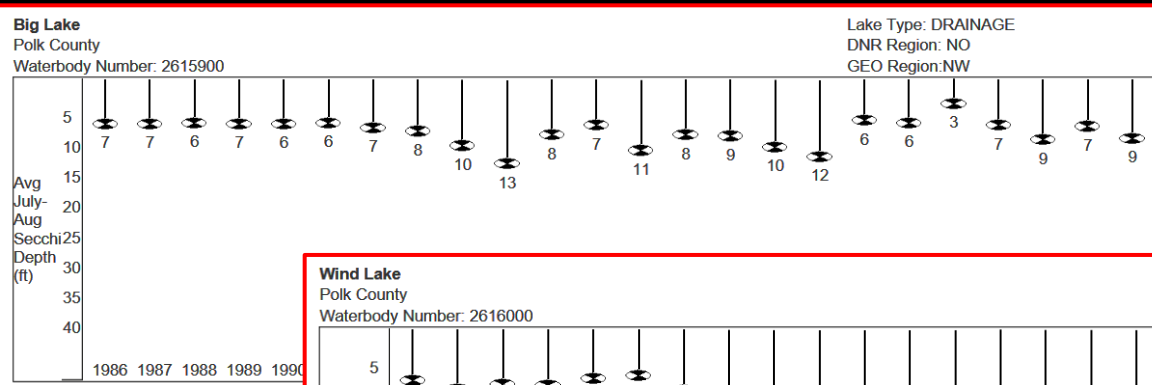 Big Lake
Polk County
Waterbody Number: 2615900
Lake Type: DRAINAGE
DNR Region: NO
GEO Region:NW
5
10
15
20
25
30
35
40
Avg
July-
Aug
Secchi
Depth
(ft)
7 7 6 7 6 6 7 8 10 13 8 7 11 8 9 10 12 6 6 3 7 9 7 9
1986 1987 1988 1989 1990
Wind Lake
Polk County
Waterbody Number: 2616000
5